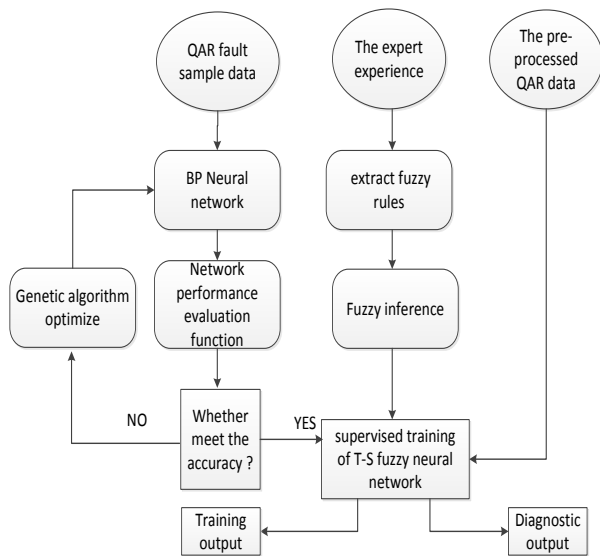 QAR fault
sample data
The expert
experience
The pre-
processed
QAR data
BP Neural
network
extract fuzzy
rules
Genetic algorithm
optimize
Network
performance
evaluation
function
Fuzzy inference
NO
Whether
meet the
accuracy ?
YES
supervised training
of T-S fuzzy neural
network
Training
output
Diagnostic
output